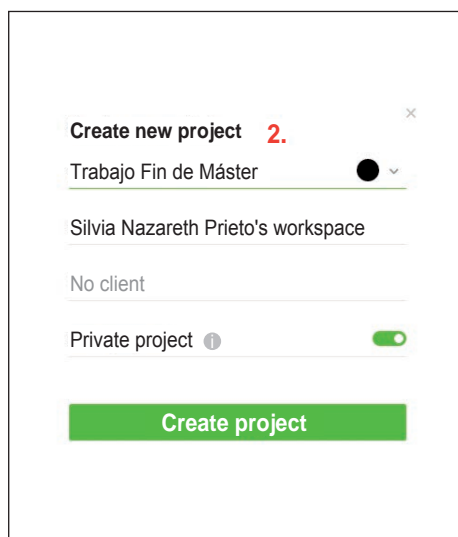 Create new project 2.
Trabajo Fin de Máster
Silvia Nazareth Prieto's workspace
No client
Private project
Create project